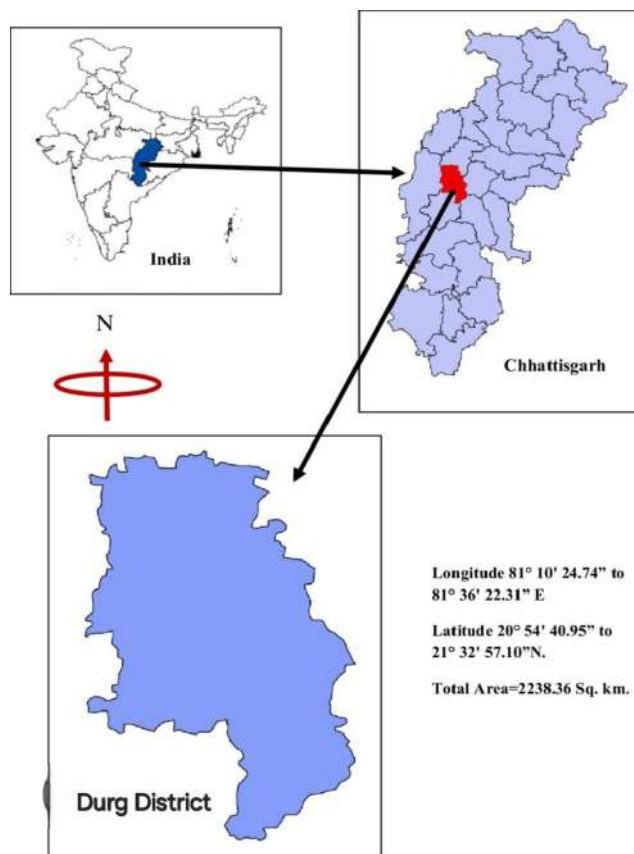 India
Chhattisgarh
N
Longitude 81° 10' 24.74” to
81° 36' 22.31” E
Latitude 20° 54' 40.95” to
21° 32' 57.10”N.
Total Area=2238.36 Sq. km.
Durg District